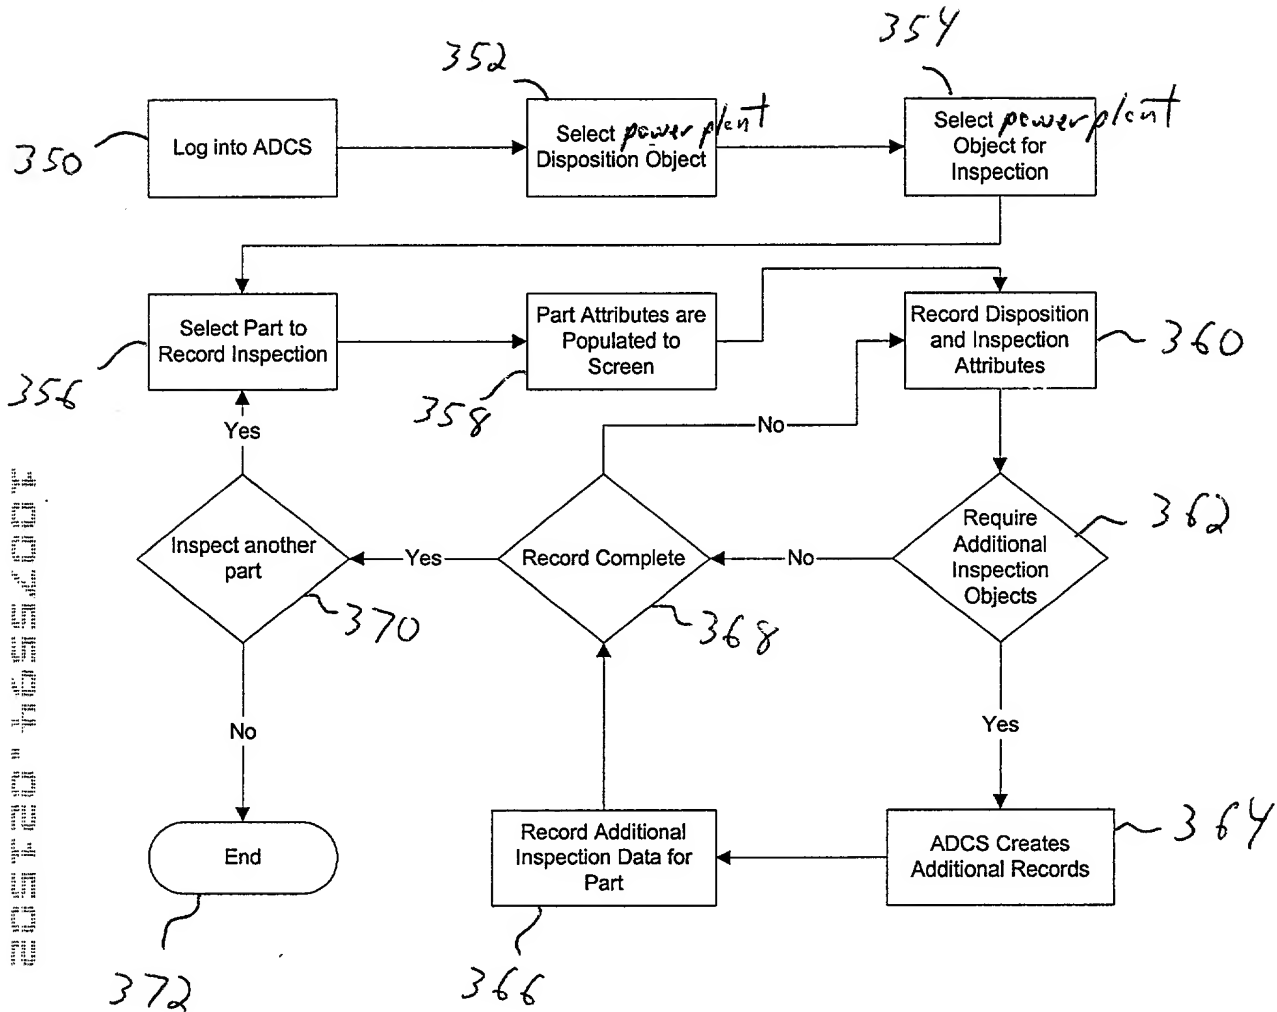 352
354
350
Log into ADCS
Select power plant
Disposition Object
Select power plant
Object for
Inspection
Select Part to
Record Inspection
Part Attributes are
Populated to
Screen
Record Disposition
and Inspection
Attributes
360
356
358
Yes
No
Inspect another
part
Yes
Record Complete
No
Require
Additional
Inspection
Objects
362
370
368
No
Yes
End
Record Additional
Inspection Data for
Part
ADCS Creates
Additional Records
364
372
366
10075594.021502